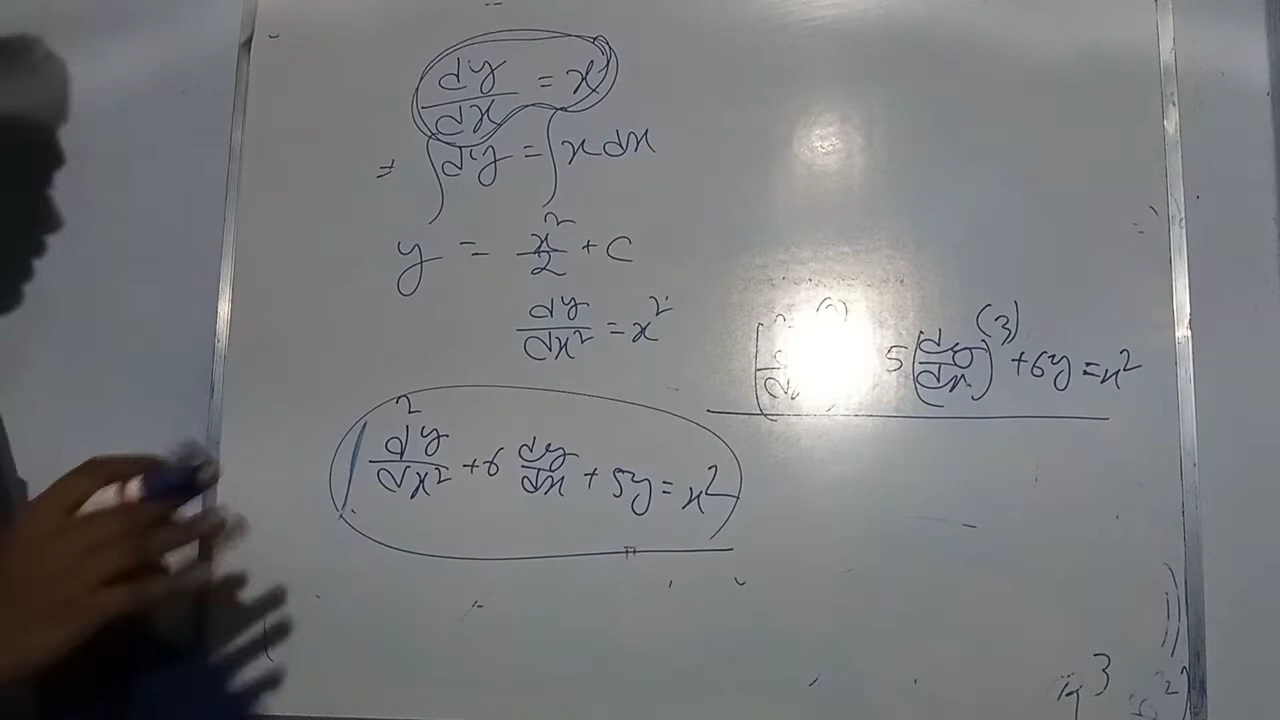 dy/dx = x
⇒ ∫dy = ∫x dx
y = x²/2 + c
dy/dx² = x²
5(dy/dx)⁽³⁾ + 6y = x²
d²y/dx² + 6 dy/dx + 5y = x²